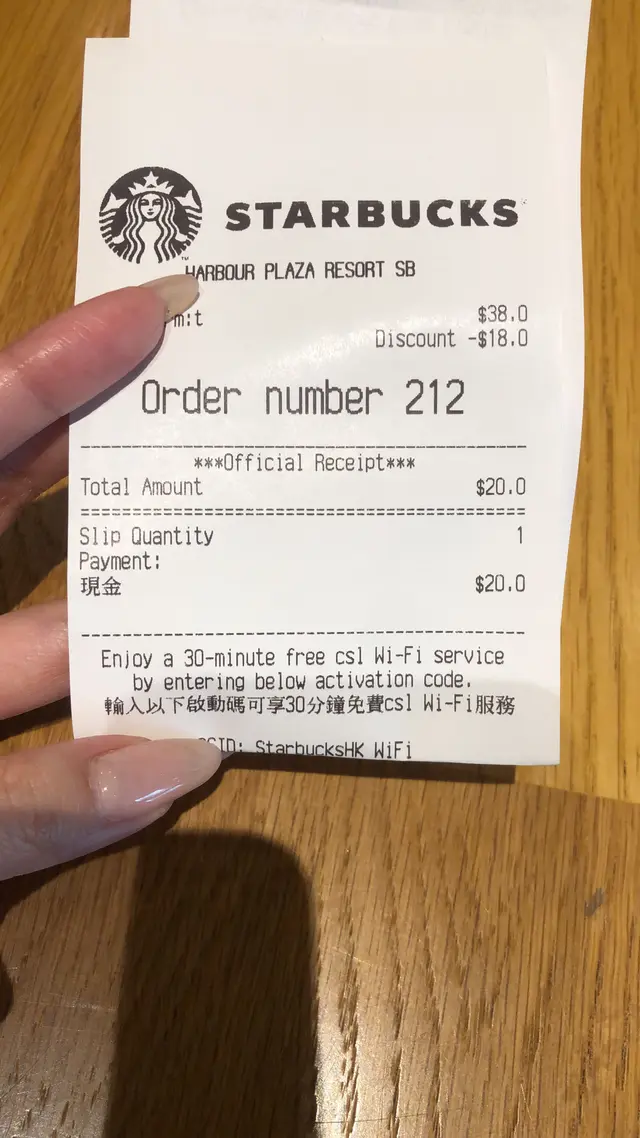 STARBUCKS
HARBOUR PLAZA RESORT SB
m:t $38.0
Discount -$18.0
Order number 212
***Official Receipt***
Total Amount $20.0
Slip Quantity 1
Payment:
現金 $20.0
Enjoy a 30-minute free csl Wi-Fi service
by entering below activation code.
輸入以下啟動碼可享30分鐘免費csl Wi-Fi服務
SID: StarbucksHK WiFi